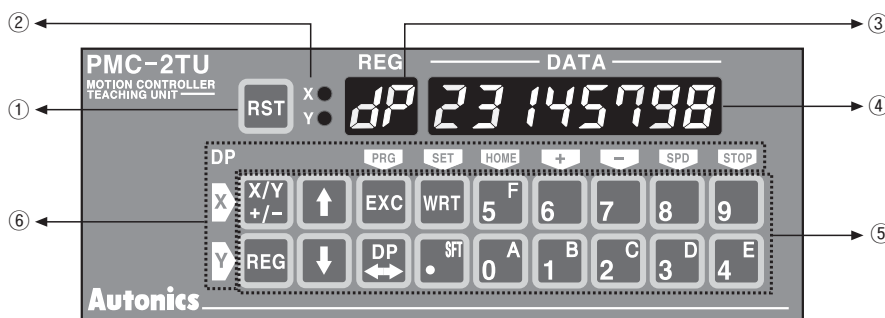 ②
③
PMC-2TU
REG
DATA
MOTION CONTROLLER
TEACHING UNIT
①
RST
X
Y
dP
23145798
④
DP
PRG
SET
HOME
+
−
SPD
STOP
⑥
X
X/Y
+/−
↑
EXC
WRT
5 F
6
7
8
9
⑤
Y
REG
↓
DP
↔
• SFT
0 A
1 B
2 C
3 D
4 E
Autonics